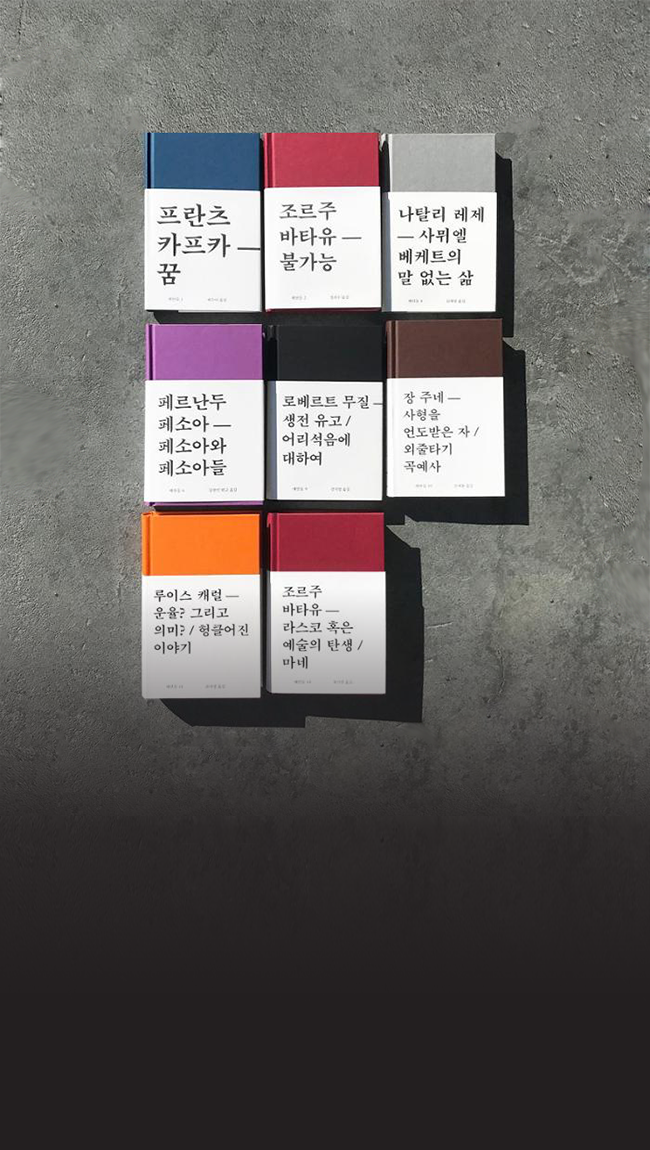 프란츠
카프카 —
꿈
조르주
바타유 —
불가능
나탈리 레제
— 사뮈엘
베케트의
말 없는 삶
페르난두
페소아 —
페소아와
페소아들
로베르트 무질 —
생전 유고 /
어리석음에
대하여
장 주네 —
사형을
언도받은 자 /
외줄타기
곡예사
루이스 캐럴 —
운율? 그리고
의미? / 헝클어진
이야기
조르주
바타유 —
라스코 혹은
예술의 탄생 /
마네